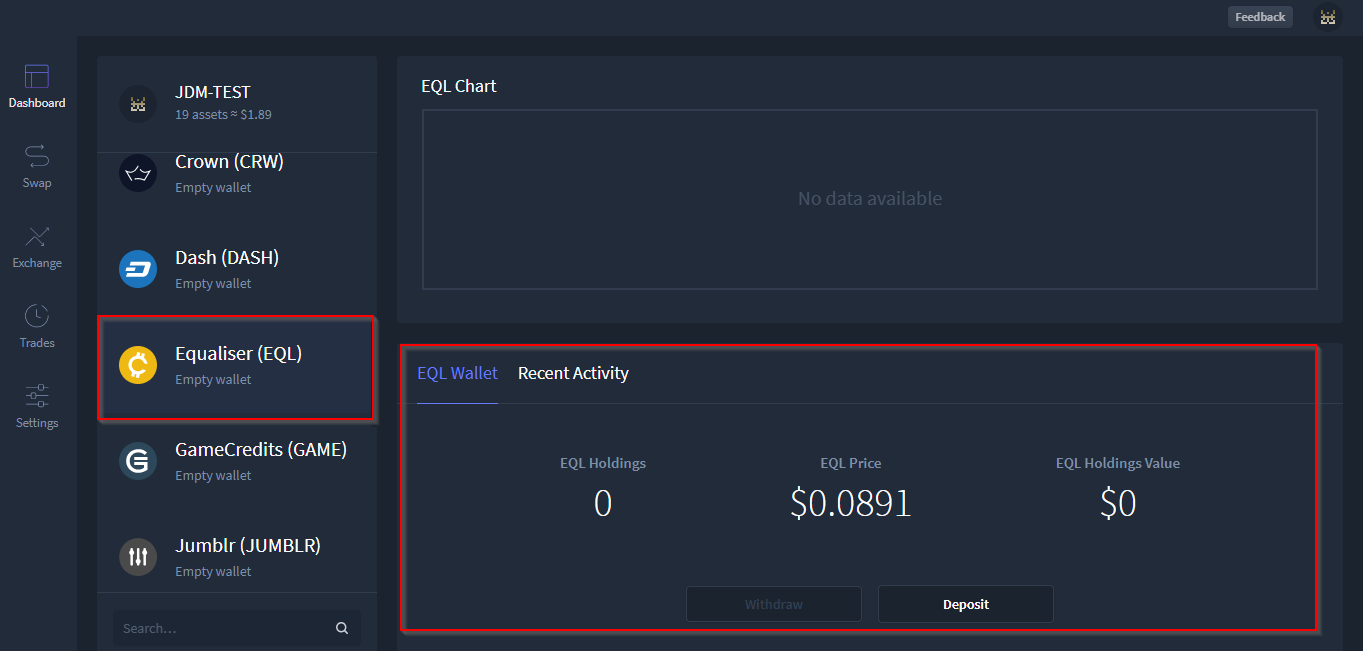 Feedback
Dashboard
Swap
Exchange
Trades
Settings
JDM-TEST
19 assets ≈ $1.89
Crown (CRW)
Empty wallet
Dash (DASH)
Empty wallet
Equaliser (EQL)
Empty wallet
GameCredits (GAME)
Empty wallet
Jumblr (JUMBLR)
Empty wallet
Search...
EQL Chart
No data available
EQL Wallet Recent Activity
EQL Holdings EQL Price EQL Holdings Value
0 $0.0891 $0
Withdraw Deposit